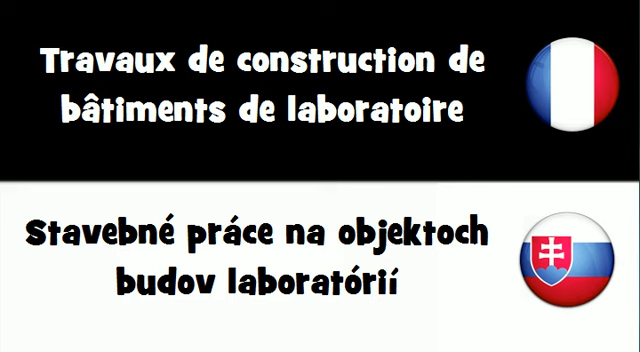 Travaux de construction de
bâtiments de laboratoire
Stavebné práce na objektoch
budov laboratórií